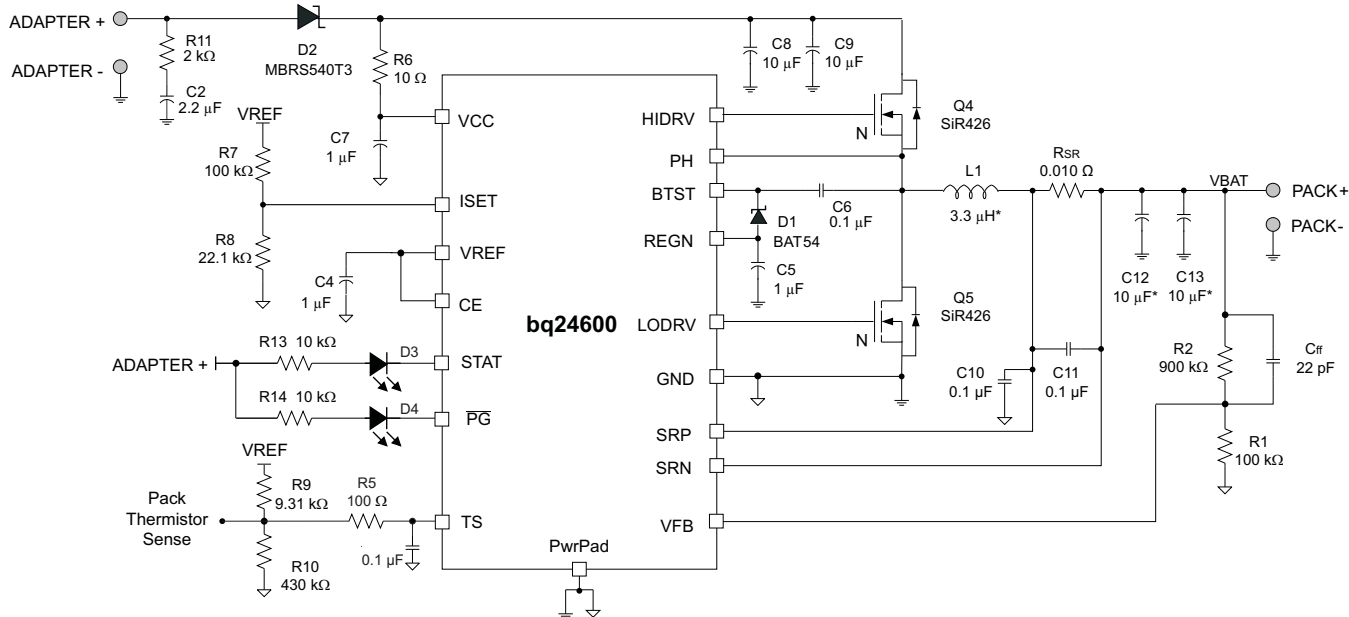 ADAPTER +
R11
2 kΩ
ADAPTER -
C2
2.2 μF
D2
MBRS540T3
R6
10 Ω
C8
10 μF
C9
10 μF
VREF
R7
100 kΩ
C7
1 μF
VCC
HIDRV
N
Q4
SiR426
PH
ISET
BTST
C6
0.1 μF
L1
3.3 μH*
RSR
0.010 Ω
VBAT
PACK+
PACK-
R8
22.1 kΩ
D1
BAT54
REGN
C4
1 μF
VREF
CE
C5
1 μF
C12
10 μF*
C13
10 μF*
bq24600
LODRV
N
Q5
SiR426
ADAPTER +
R13 10 kΩ
D3
STAT
R14 10 kΩ
D4
PG
GND
C10
0.1 μF
C11
0.1 μF
R2
900 kΩ
Cff
22 pF
SRP
SRN
R1
100 kΩ
VREF
R9
9.31 kΩ
R5
100 Ω
Pack
Thermistor
Sense
TS
0.1 μF
R10
430 kΩ
VFB
PwrPad